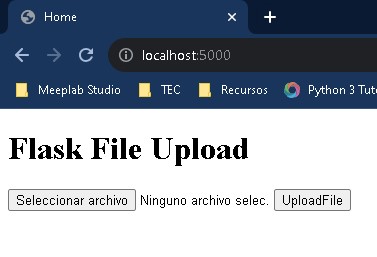 Home
localhost:5000
Meeplab Studio TEC Recursos Python 3 Tut
Flask File Upload
Seleccionar archivo Ninguno archivo selec. UploadFile